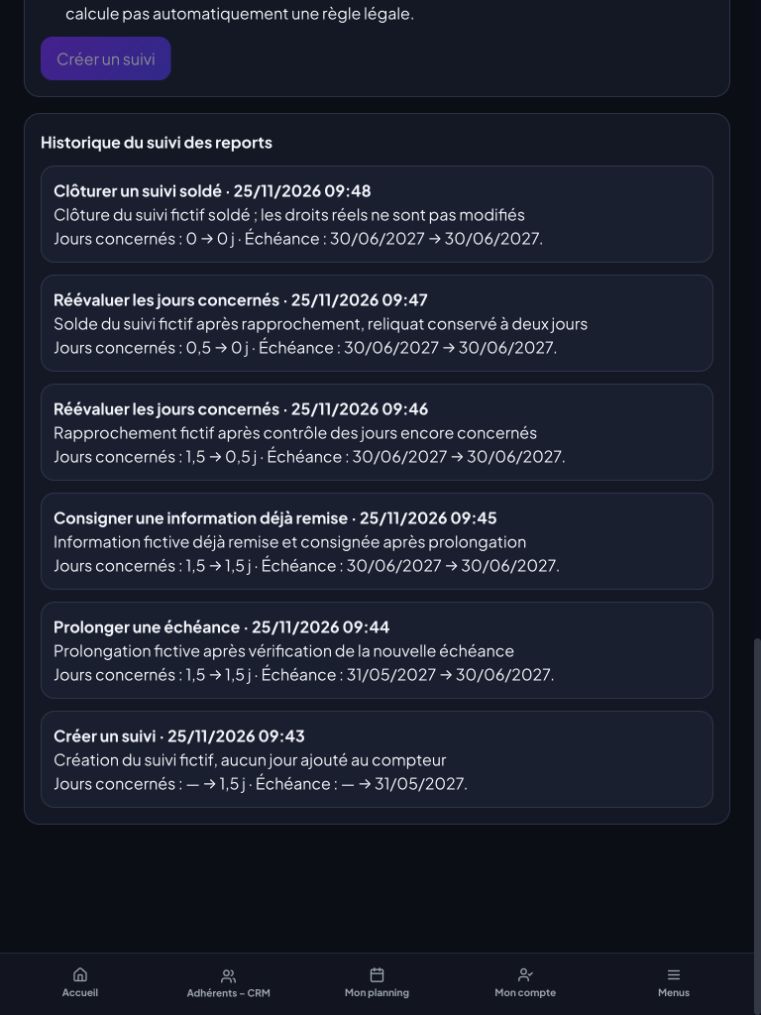 calcule pas automatiquement une règle légale.
Créer un suivi
Historique du suivi des reports
Clôturer un suivi soldé · 25/11/2026 09:48
Clôture du suivi fictif soldé ; les droits réels ne sont pas modifiés
Jours concernés : 0 → 0 j · Échéance : 30/06/2027 → 30/06/2027.
Réévaluer les jours concernés · 25/11/2026 09:47
Solde du suivi fictif après rapprochement, reliquat conservé à deux jours
Jours concernés : 0,5 → 0 j · Échéance : 30/06/2027 → 30/06/2027.
Réévaluer les jours concernés · 25/11/2026 09:46
Rapprochement fictif après contrôle des jours encore concernés
Jours concernés : 1,5 → 0,5 j · Échéance : 30/06/2027 → 30/06/2027.
Consigner une information déjà remise · 25/11/2026 09:45
Information fictive déjà remise et consignée après prolongation
Jours concernés : 1,5 → 1,5 j · Échéance : 30/06/2027 → 30/06/2027.
Prolonger une échéance · 25/11/2026 09:44
Prolongation fictive après vérification de la nouvelle échéance
Jours concernés : 1,5 → 1,5 j · Échéance : 31/05/2027 → 30/06/2027.
Créer un suivi · 25/11/2026 09:43
Création du suivi fictif, aucun jour ajouté au compteur
Jours concernés : — → 1,5 j · Échéance : — → 31/05/2027.
Accueil
Adhérents – CRM
Mon planning
Mon compte
Menus